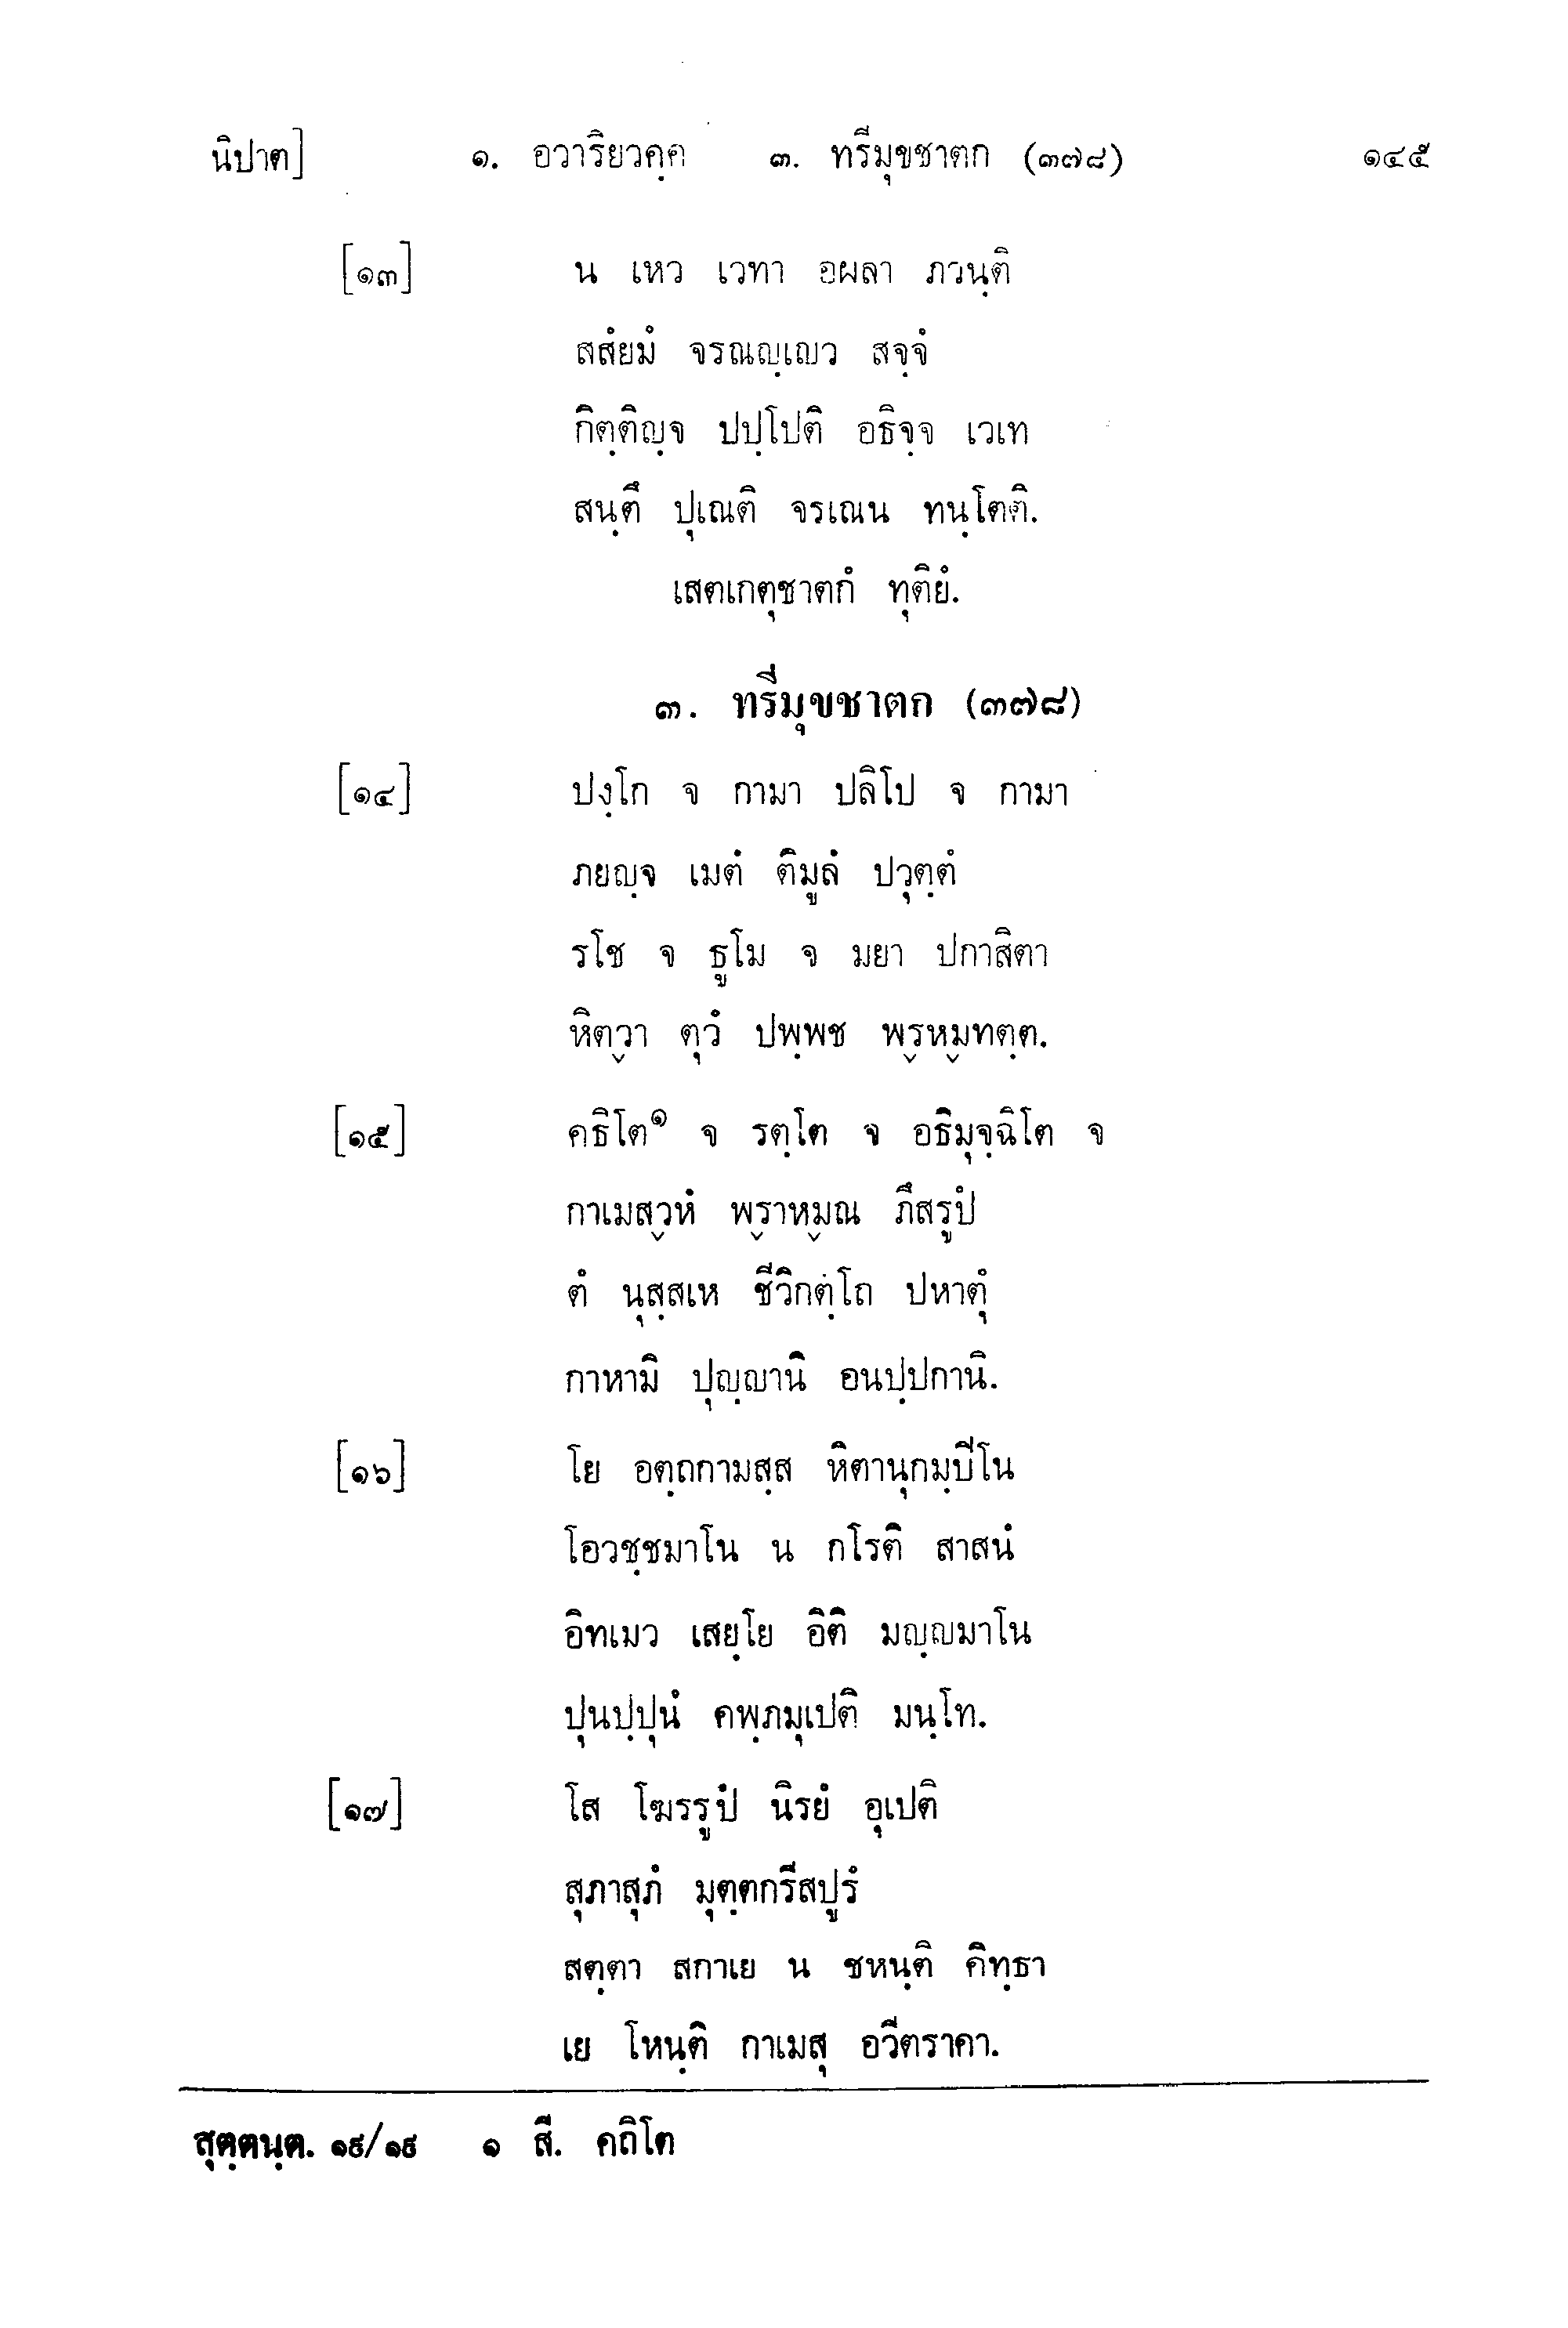 นิปาต] ๑. อวาริยวคฺค ๓. ทรีมุขชาตก (๓๗๘) ๑๔๕
[๑๓] น เหว เวทา อผลา ภวนฺติ
สสํยมํ จรณญฺเญว สจฺจํ
กิตฺติญฺจ ปปฺโปติ อธิจฺจ เวเท
สนฺตึ ปุเณติ จรเณน ทนฺโตติ.
เสตเกตุชาตกํ ทุติยํ.
๓. ทรีมุขชาตก (๓๗๘)
[๑๔] ปงฺโก จ กามา ปลิโป จ กามา
ภยญฺจ เมตํ ติมูลํ ปวุตฺตํ
รโช จ ธูโม จ มยา ปกาสิตา
หิตฺวา ตุวํ ปพฺพช พฺรหฺมทตฺต.
[๑๕] คธิโต๑ จ รตฺโต จ อธิมุจฺฉิโต จ
กาเมสฺวหํ พฺราหฺมณ ภึสรูปํ
ตํ นุสฺสเห ชีวิกตฺโถ ปหาตุํ
กาหามิ ปุญฺญานิ อนปฺปกานิ.
[๑๖] โย อตฺถกามสฺส หิตานุกมฺปิโน
โอวชฺชมาโน น กโรติ สาสนํ
อิทเมว เสยฺโย อิติ มญฺญมาโน
ปุนปฺปุนํ คพฺภมุเปติ มนฺโท.
[๑๗] โส โฆรรูปํ นิรยํ อุเปติ
สุภาสุภํ มุตฺตกรีสปูรํ
สตฺตา สกาเย น ชหนฺติ คิทฺธา
เย โหนฺติ กาเมสุ อวีตราคา.
สุตฺตนฺต. ๑๙/๑๙ ๑ สี. คถิโต